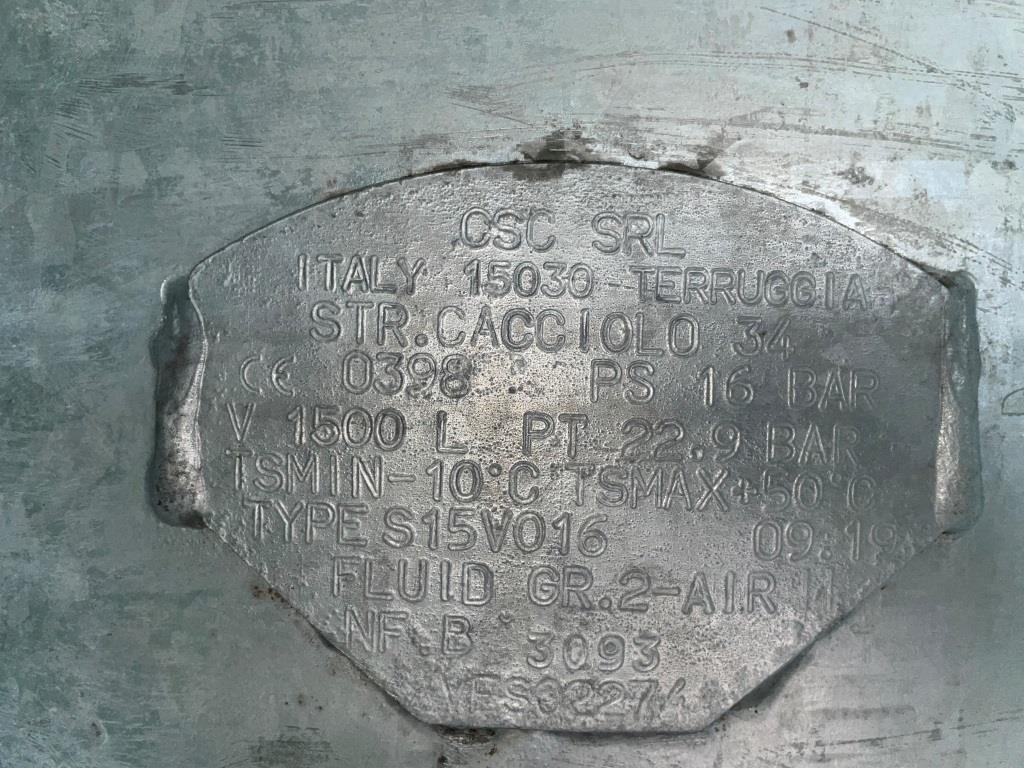 CSC SRL
ITALY 15030-TERRUGGIA-
STR.CACCIOLO 34
CE 0398 PS 16 BAR
V 1500 L PT 22.9 BAR
TSMIN-10°C TSMAX+50°C
TYPE S15V016 09:19
FLUID GR.2-AIR
NF.B 3093